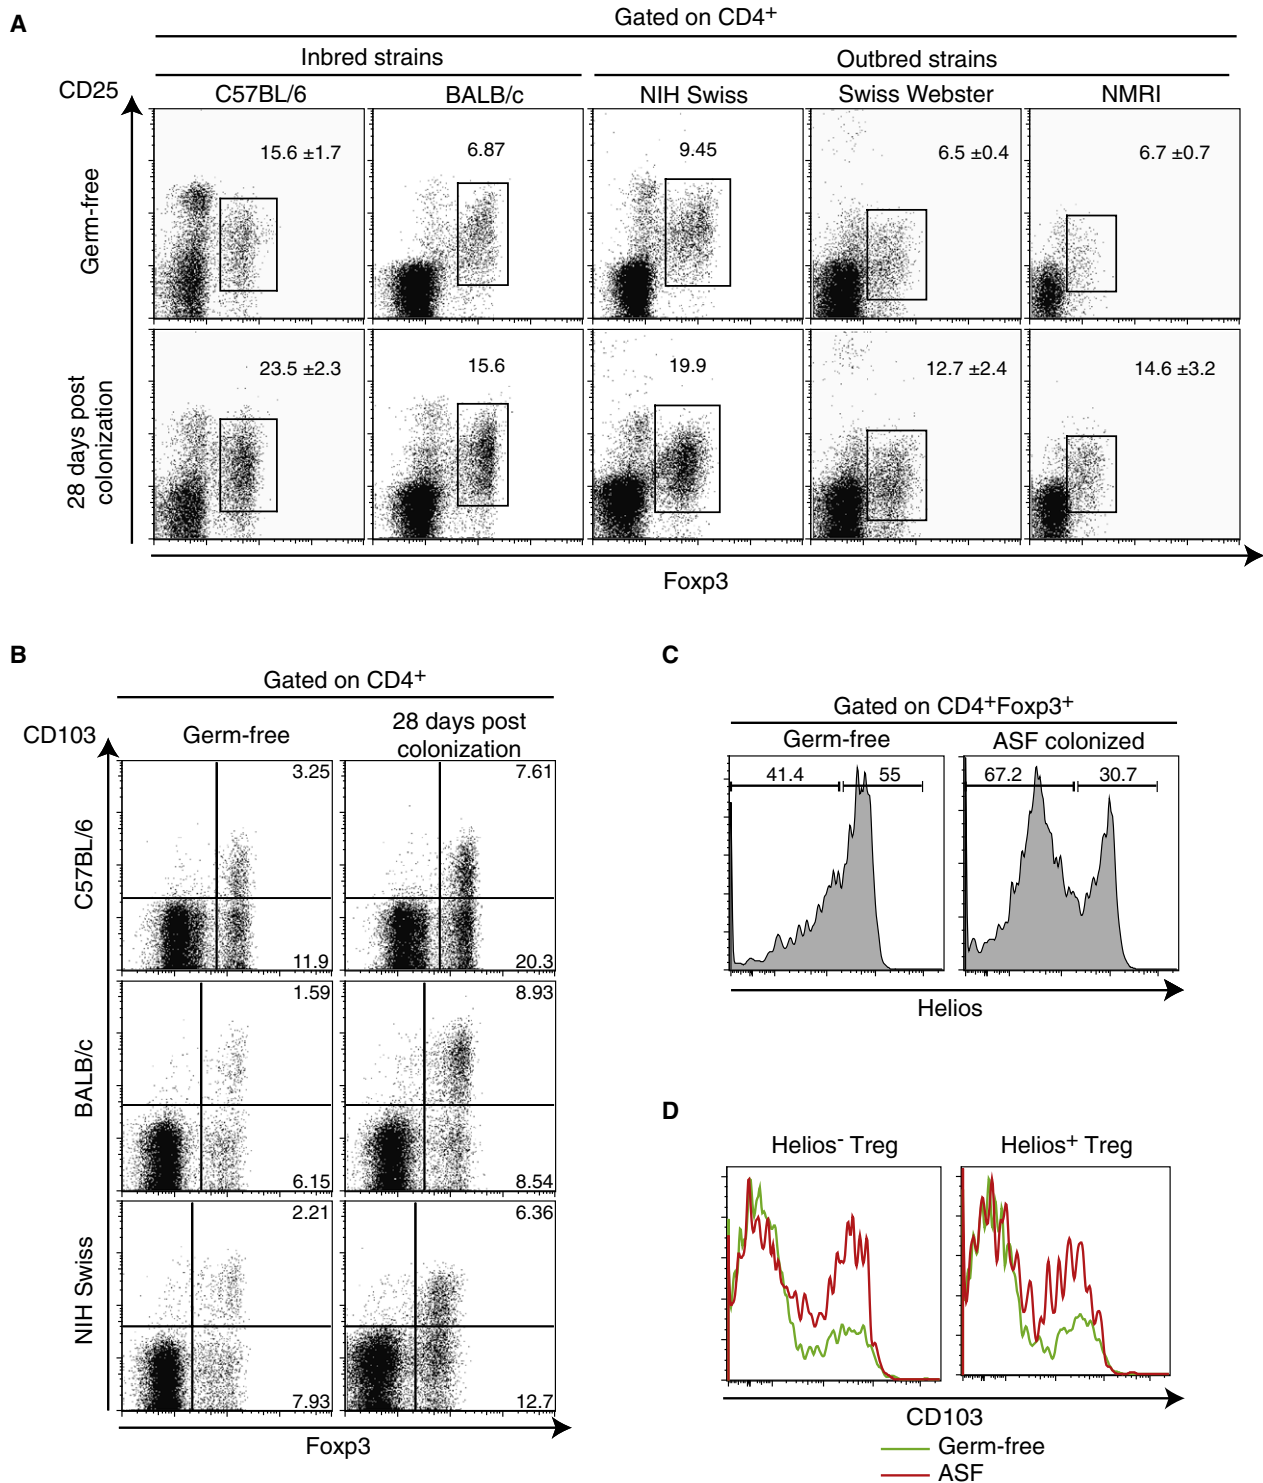 A
Gated on CD4+
Inbred strains
Outbred strains
CD25
C57BL/6
BALB/c
NIH Swiss
Swiss Webster
NMRI
Germ-free
15.6 ±1.7
6.87
9.45
6.5 ±0.4
6.7 ±0.7
28 days post
colonization
23.5 ±2.3
15.6
19.9
12.7 ±2.4
14.6 ±3.2
Foxp3
B
Gated on CD4+
CD103
Germ-free
28 days post
colonization
C57BL/6
3.25
7.61
11.9
20.3
BALB/c
1.59
8.93
6.15
8.54
NIH Swiss
2.21
6.36
7.93
12.7
Foxp3
C
Gated on CD4+Foxp3+
Germ-free
ASF colonized
41.4
55
67.2
30.7
Helios
D
Helios- Treg
Helios+ Treg
CD103
Germ-free
ASF